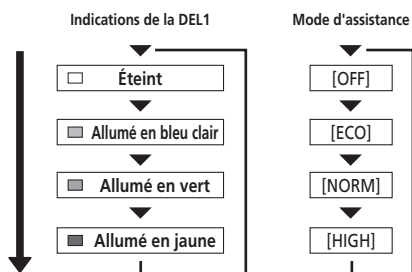 Indications de la DEL1 Mode d'assistance
Éteint [OFF]
Allumé en bleu clair [ECO]
Allumé en vert [NORM]
Allumé en jaune [HIGH]